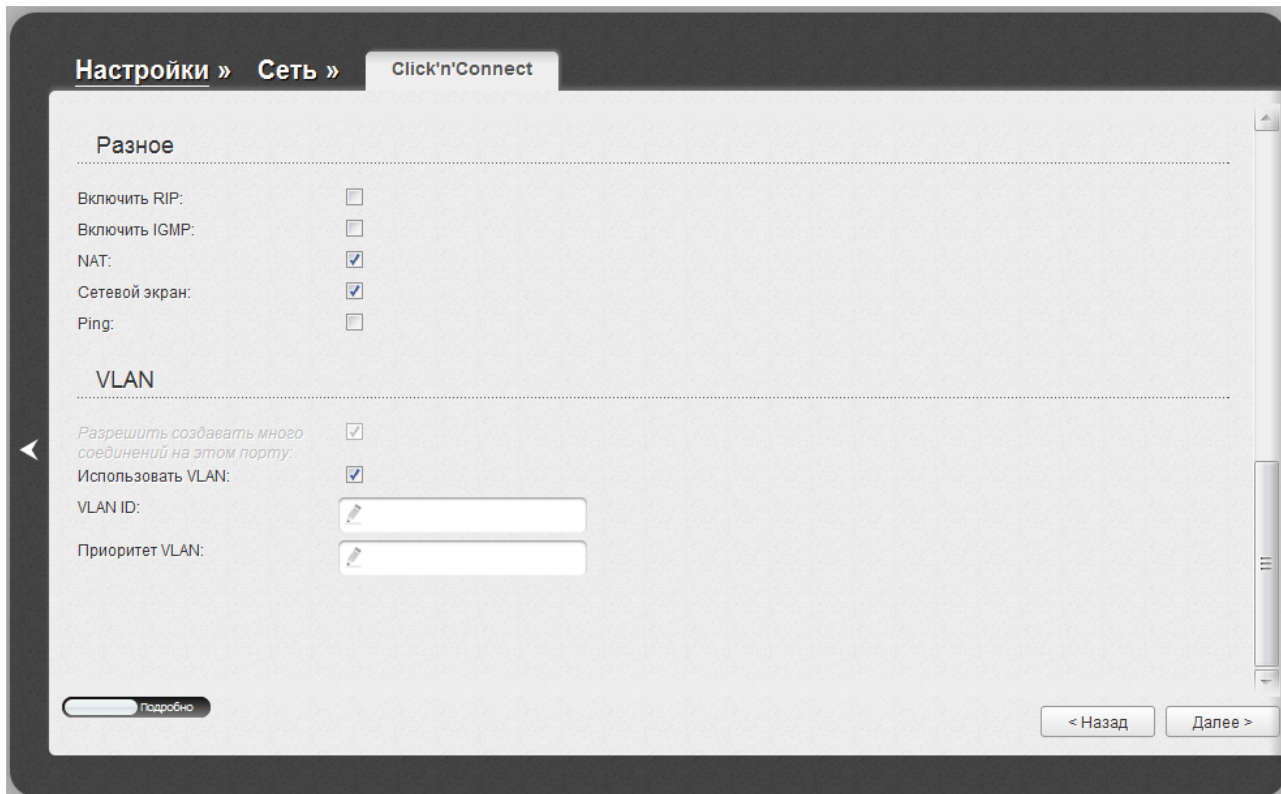 Настройки » Сеть » Click'n'Connect
Разное
Включить RIP:
Включить IGMP:
NAT:
Сетевой экран:
Ping:
VLAN
Разрешить создавать много
соединений на этом порту:
Использовать VLAN:
VLAN ID:
Приоритет VLAN:
Подробно
< Назад
Далее >